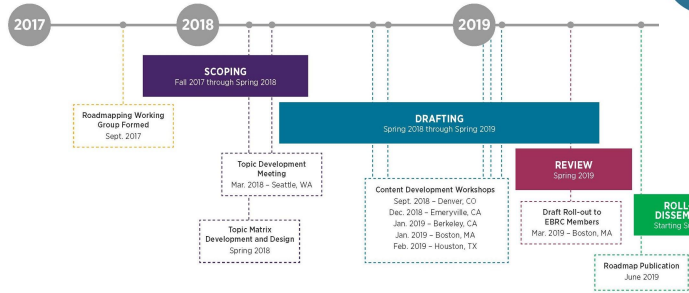 2017
2018
2019
SCOPING
Fall 2017 through Spring 2018
Roadmapping Working
Group Formed
Sept. 2017
DRAFTING
Spring 2018 through Spring 2019
Topic Development
Meeting
Mar. 2018 – Seattle, WA
REVIEW
Spring 2019
Content Development Workshops
Sept. 2018 – Denver, CO
Dec. 2018 – Emeryville, CA
Jan. 2019 – Berkeley, CA
Jan. 2019 – Boston, MA
Feb. 2019 – Houston, TX
Topic Matrix
Development and Design
Spring 2018
Draft Roll-out to
EBRC Members
Mar. 2019 – Boston, MA
Starting
Roadmap Publication
June 2019